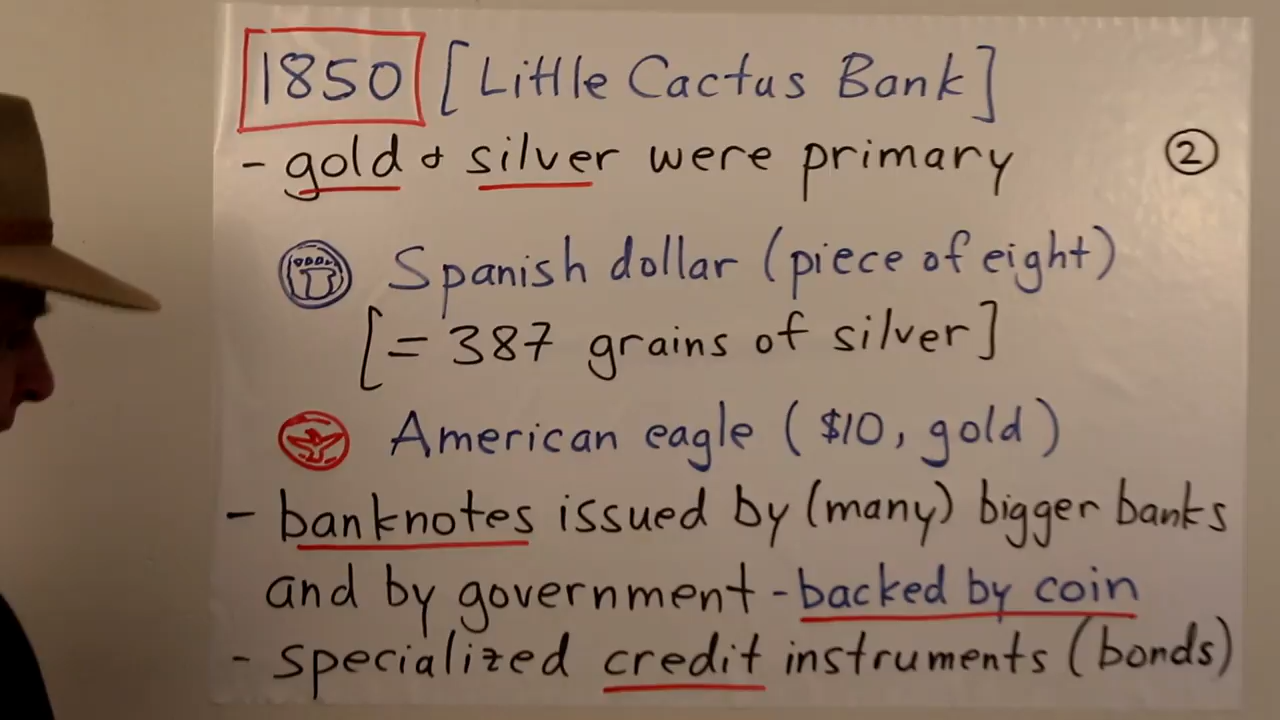 1850 [Little Cactus Bank]
- gold & silver were primary
2
Spanish dollar (piece of eight)
[= 387 grains of silver]
American eagle ($10, gold)
- banknotes issued by (many) bigger banks
and by government - backed by coin
- specialized credit instruments (bonds)